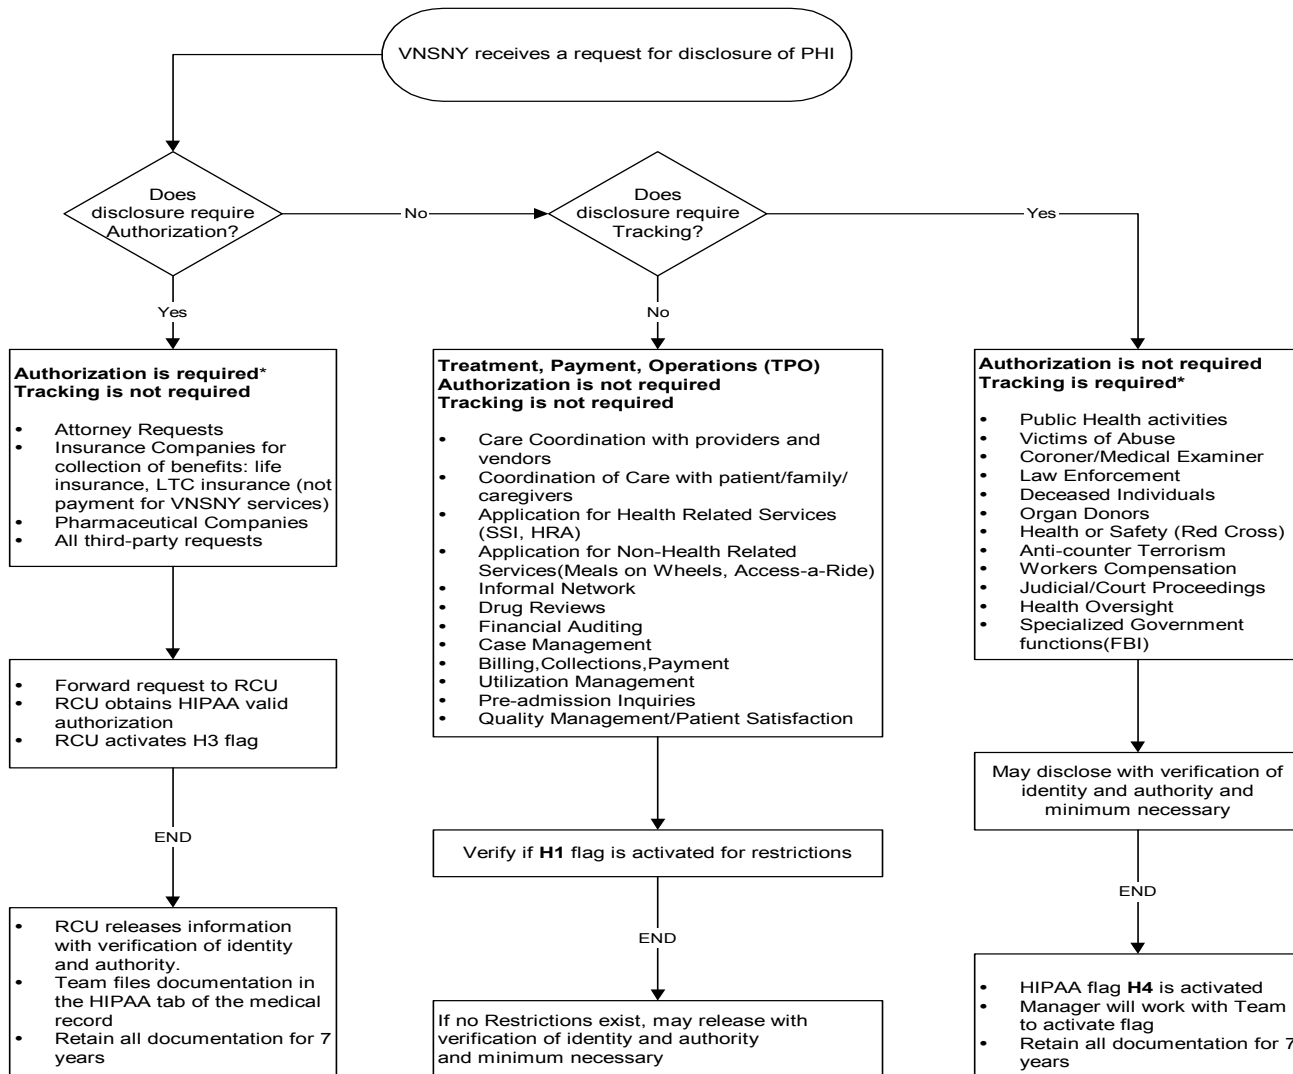 VNSNY receives a request for disclosure of PHI
Does
disclosure require
Authorization?
No
Does
disclosure require
Tracking?
Yes
Yes
No
Authorization is required*
Tracking is not required
• Attorney Requests
• Insurance Companies for
collection of benefits: life
insurance, LTC insurance (not
payment for VNSNY services)
• Pharmaceutical Companies
• All third-party requests
Treatment, Payment, Operations (TPO)
Authorization is not required
Tracking is not required
• Care Coordination with providers and
vendors
• Coordination of Care with patient/family/
caregivers
• Application for Health Related Services
(SSI, HRA)
• Application for Non-Health Related
Services(Meals on Wheels, Access-a-Ride)
• Informal Network
• Drug Reviews
• Financial Auditing
• Case Management
• Billing,Collections,Payment
• Utilization Management
• Pre-admission Inquiries
• Quality Management/Patient Satisfaction
Authorization is not required
Tracking is required*
• Public Health activities
• Victims of Abuse
• Coroner/Medical Examiner
• Law Enforcement
• Deceased Individuals
• Organ Donors
• Health or Safety (Red Cross)
• Anti-counter Terrorism
• Workers Compensation
• Judicial/Court Proceedings
• Health Oversight
• Specialized Government
functions(FBI)
• Forward request to RCU
• RCU obtains HIPAA valid
authorization
• RCU activates H3 flag
May disclose with verification of
identity and authority and
minimum necessary
END
Verify if H1 flag is activated for restrictions
END
END
• RCU releases information
with verification of identity
and authority.
• Team files documentation in
the HIPAA tab of the medical
record
• Retain all documentation for 7
years
If no Restrictions exist, may release with
verification of identity and authority
and minimum necessary
• HIPAA flag H4 is activated
• Manager will work with Team
to activate flag
• Retain all documentation for 7
years